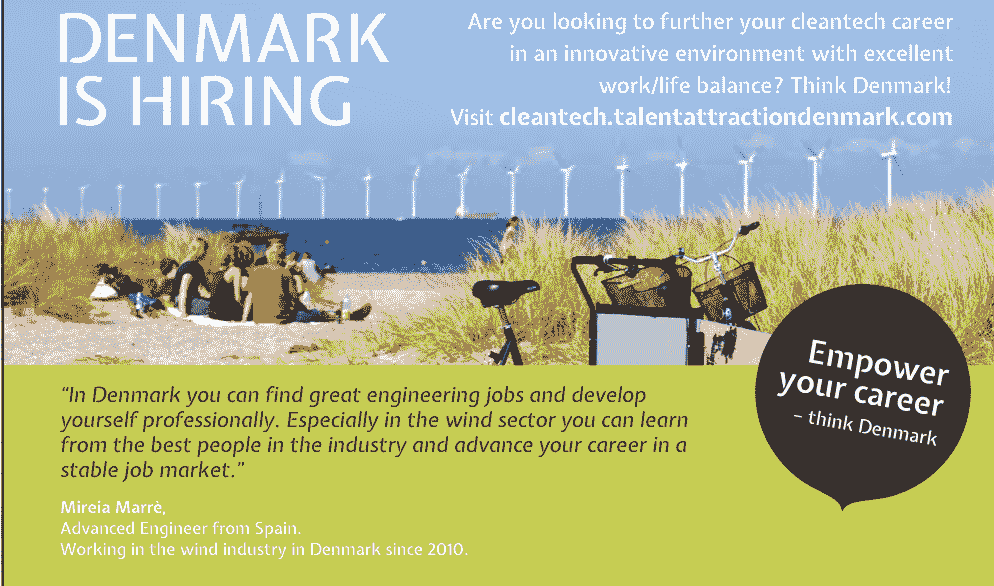 DENMARK
IS HIRING
Are you looking to further your cleantech career
in an innovative environment with excellent
work/life balance? Think Denmark!
Visit cleantech.talentattractiondenmark.com
Empower
your career
– think Denmark
“In Denmark you can find great engineering jobs and develop
yourself professionally. Especially in the wind sector you can learn
from the best people in the industry and advance your career in a
stable job market.”
Mireia Marrè,
Advanced Engineer from Spain.
Working in the wind industry in Denmark since 2010.